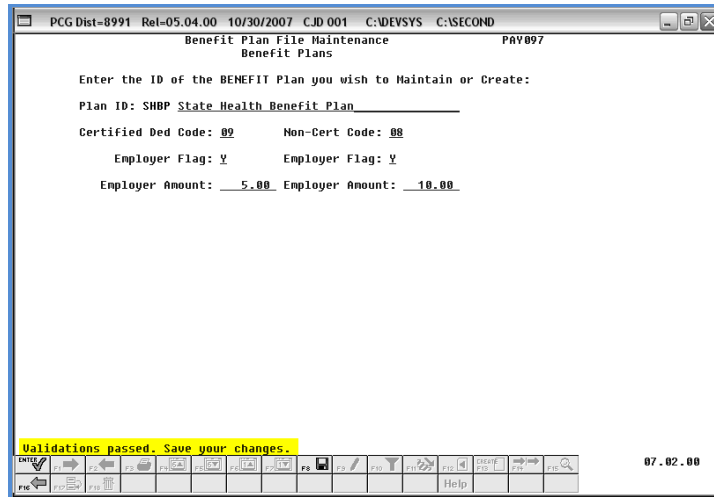 PCG Dist=8991 Rel=05.04.00 10/30/2007 CJD 001 C:\DEVSYS C:\SECOND
Benefit Plan File Maintenance PAY097
Benefit Plans
Enter the ID of the BENEFIT Plan you wish to Maintain or Create:
Plan ID: SHBP State Health Benefit Plan
Certified Ded Code: 09 Non-Cert Code: 08
Employer Flag: Y Employer Flag: Y
Employer Amount: 5.00 Employer Amount: 10.00
Validations passed. Save your changes.
ENTER F1 F2 F3 F4 F5 F6 F7 F8 F9 F10 F11 F12 CREATE F13 F14 F15 07.02.00
F16 F17 F18 Help